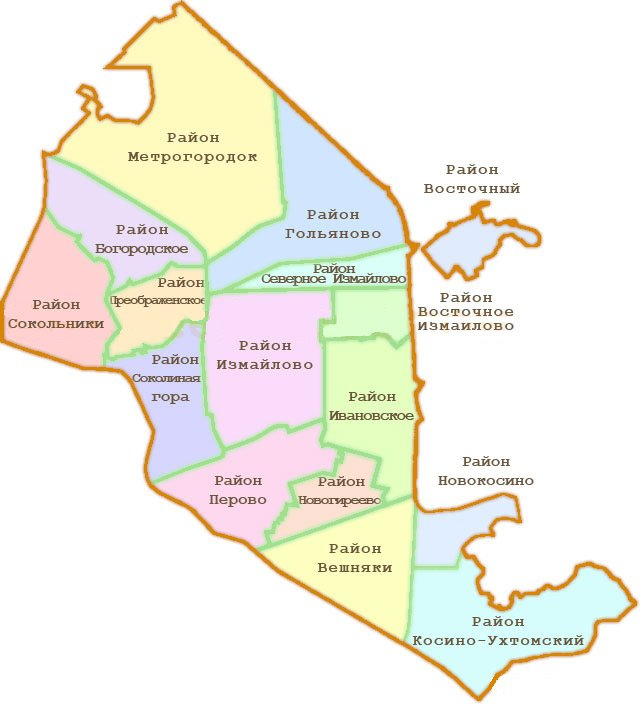 Район
Метрогородок
Район
Восточный
Район
Гольяново
Район
Богородское
Район
Северное Измайлово
Район
Преображенское
Район
Сокольники
Район
Восточное
Измаилово
Район
Измайлово
Район
Соколиная
гора
Район
Ивановское
Район
Новокосино
Район
Перово
Район
Новогиреево
Район
Вешняки
Район
Косино-Ухтомский